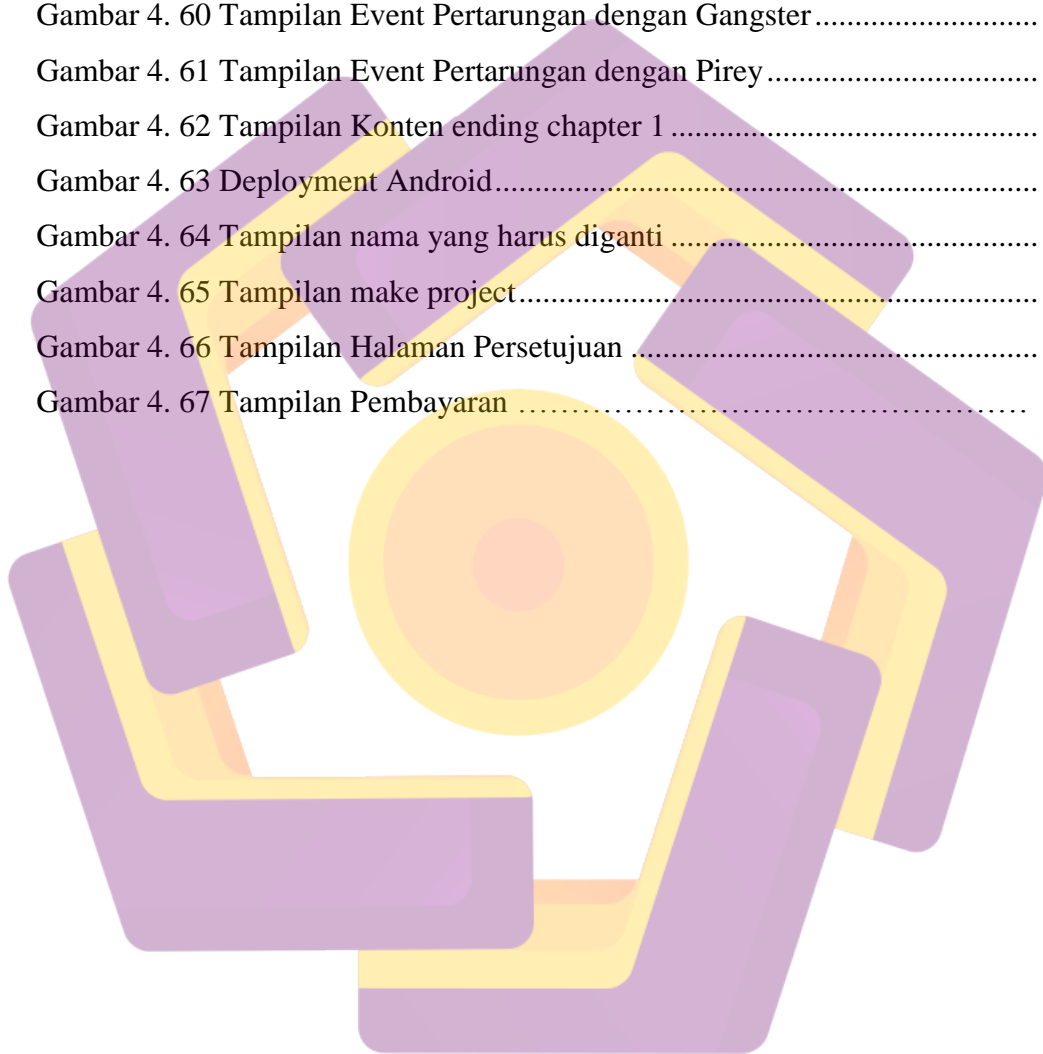 Gambar 4. 60 Tampilan Event Pertarungan dengan Gangster............................
Gambar 4. 61 Tampilan Event Pertarungan dengan Pirey..................................
Gambar 4. 62 Tampilan Konten ending chapter 1..............................................
Gambar 4. 63 Deployment Android....................................................................
Gambar 4. 64 Tampilan nama yang harus diganti..............................................
Gambar 4. 65 Tampilan make project.................................................................
Gambar 4. 66 Tampilan Halaman Persetujuan...................................................
Gambar 4. 67 Tampilan Pembayaran ……………………………………………